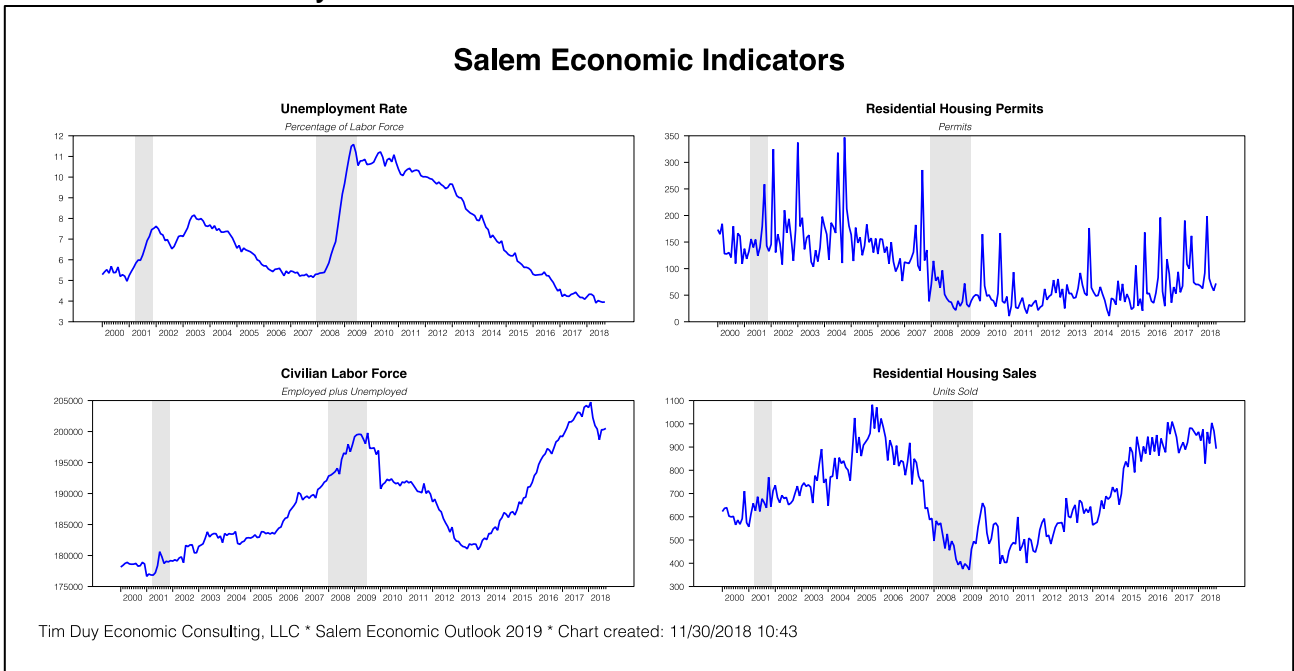 Salem Economic Indicators
Unemployment Rate
Percentage of Labor Force
12
11
10
9
8
7
6
5
4
3
2000 2001 2002 2003 2004 2005 2006 2007 2008 2009 2010 2011 2012 2013 2014 2015 2016 2017 2018
Residential Housing Permits
Permits
350
300
250
200
150
100
50
0
2000 2001 2002 2003 2004 2005 2006 2007 2008 2009 2010 2011 2012 2013 2014 2015 2016 2017 2018
Civilian Labor Force
Employed plus Unemployed
205000
200000
195000
190000
185000
180000
175000
2000 2001 2002 2003 2004 2005 2006 2007 2008 2009 2010 2011 2012 2013 2014 2015 2016 2017 2018
Residential Housing Sales
Units Sold
1100
1000
900
800
700
600
500
400
300
2000 2001 2002 2003 2004 2005 2006 2007 2008 2009 2010 2011 2012 2013 2014 2015 2016 2017 2018
Tim Duy Economic Consulting, LLC * Salem Economic Outlook 2019 * Chart created: 11/30/2018 10:43